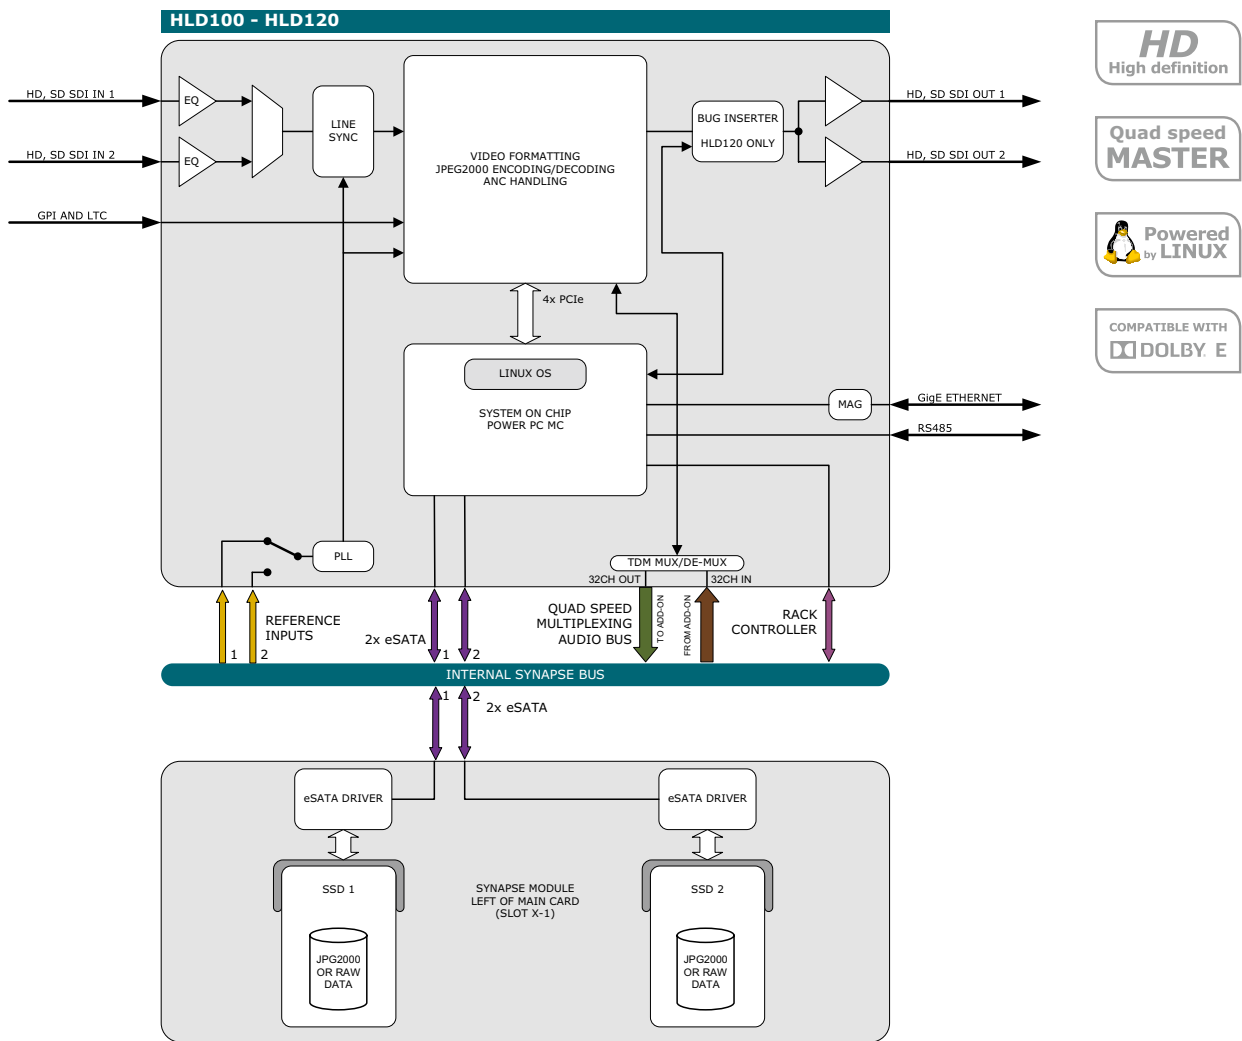 HLD100 - HLD120
HD, SD SDI IN 1
EQ
HD, SD SDI IN 2
EQ
GPI AND LTC
LINE
SYNC
VIDEO FORMATTING
JPEG2000 ENCODING/DECODING
ANC HANDLING
BUG INSERTER
HLD120 ONLY
HD, SD SDI OUT 1
HD, SD SDI OUT 2
4x PCIe
LINUX OS
SYSTEM ON CHIP
POWER PC MC
MAG
GigE ETHERNET
RS485
PLL
TDM MUX/DE-MUX
32CH OUT
32CH IN
REFERENCE
INPUTS
1
2
2x eSATA
1
2
QUAD SPEED
MULTIPLEXING
AUDIO BUS
TO ADD-ON
FROM ADD-ON
RACK
CONTROLLER
INTERNAL SYNAPSE BUS
1
2
2x eSATA
eSATA DRIVER
eSATA DRIVER
SSD 1
JPG2000
OR RAW
DATA
SYNAPSE MODULE
LEFT OF MAIN CARD
(SLOT X-1)
SSD 2
JPG2000
OR RAW
DATA
HD
High definition
Quad speed
MASTER
Powered
by LINUX
COMPATIBLE WITH
DOLBY. E